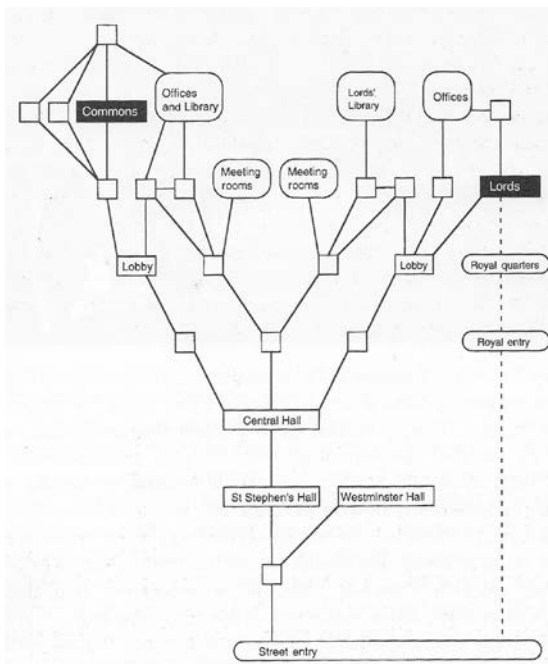 Commons
Offices
and Library
Lords'
Library
Offices
Meeting
rooms
Meeting
rooms
Lords
Lobby
Lobby
Royal quarters
Royal entry
Central Hall
St Stephen's Hall
Westminster Hall
Street entry